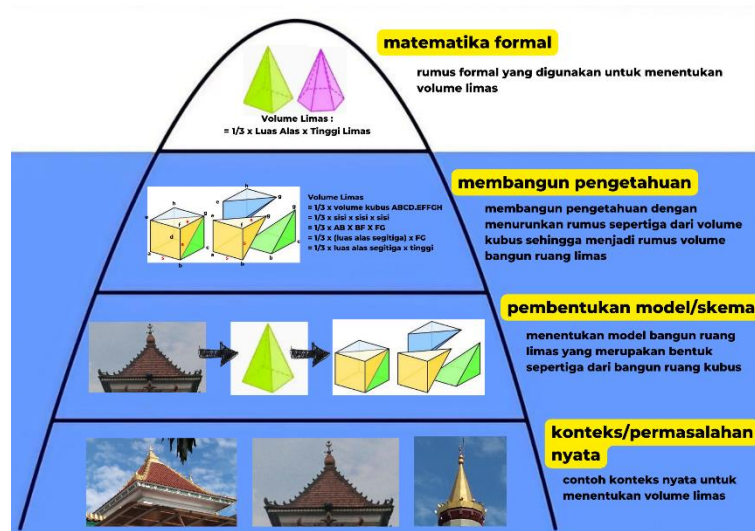 matematika formal
rumus formal yang digunakan untuk menentukan
volume limas
Volume Limas :
= 1/3 x Luas Alas x Tinggi Limas
membangun pengetahuan
membangun pengetahuan dengan
menurunkan rumus sepertiga dari volume
kubus sehingga menjadi rumus volume
bangun ruang limas
Volume Limas
= 1/3 x volume kubus ABCD.EFFGH
= 1/3 x sisi x sisi x sisi
= 1/3 x AB X BF X FG
= 1/3 x (luas alas segitiga) x FG
= 1/3 x luas alas segitiga x tinggi
pembentukan model/skema
menentukan model bangun ruang
limas yang merupakan bentuk
sepertiga dari bangun ruang kubus
konteks/permasalahan
nyata
contoh konteks nyata untuk
menentukan volume limas